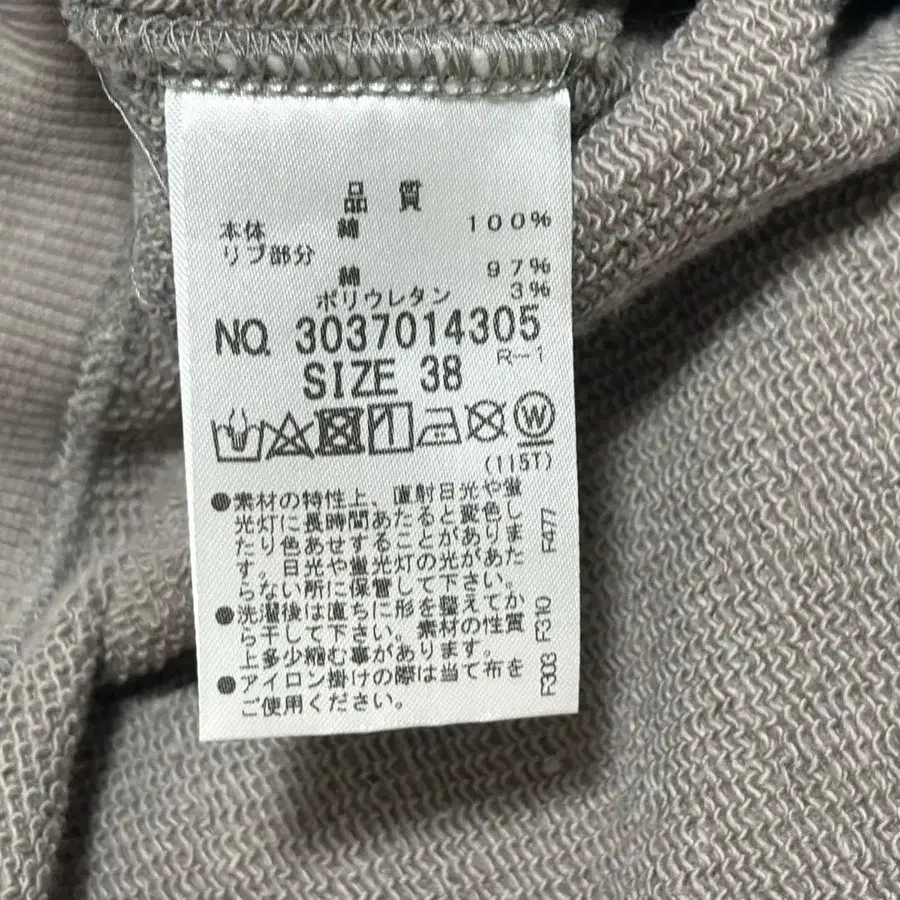 品質
本体 綿 100%
リブ部分
綿 97%
ポリウレタン 3%
NO. 3037014305
R-1
SIZE 38
W
(115T)
●素材の特性上、直射日光や蛍
光灯に長時間あたると変色し
たり色あせすることがありま
す。日光や蛍光灯の光があた
らない所に保管して下さい。
●洗濯後は直ちに形を整えてか
ら干して下さい。素材の性質
上多少縮む事があります。
●アイロン掛けの際は当て布を
ご使用ください。
F303 F310 F477